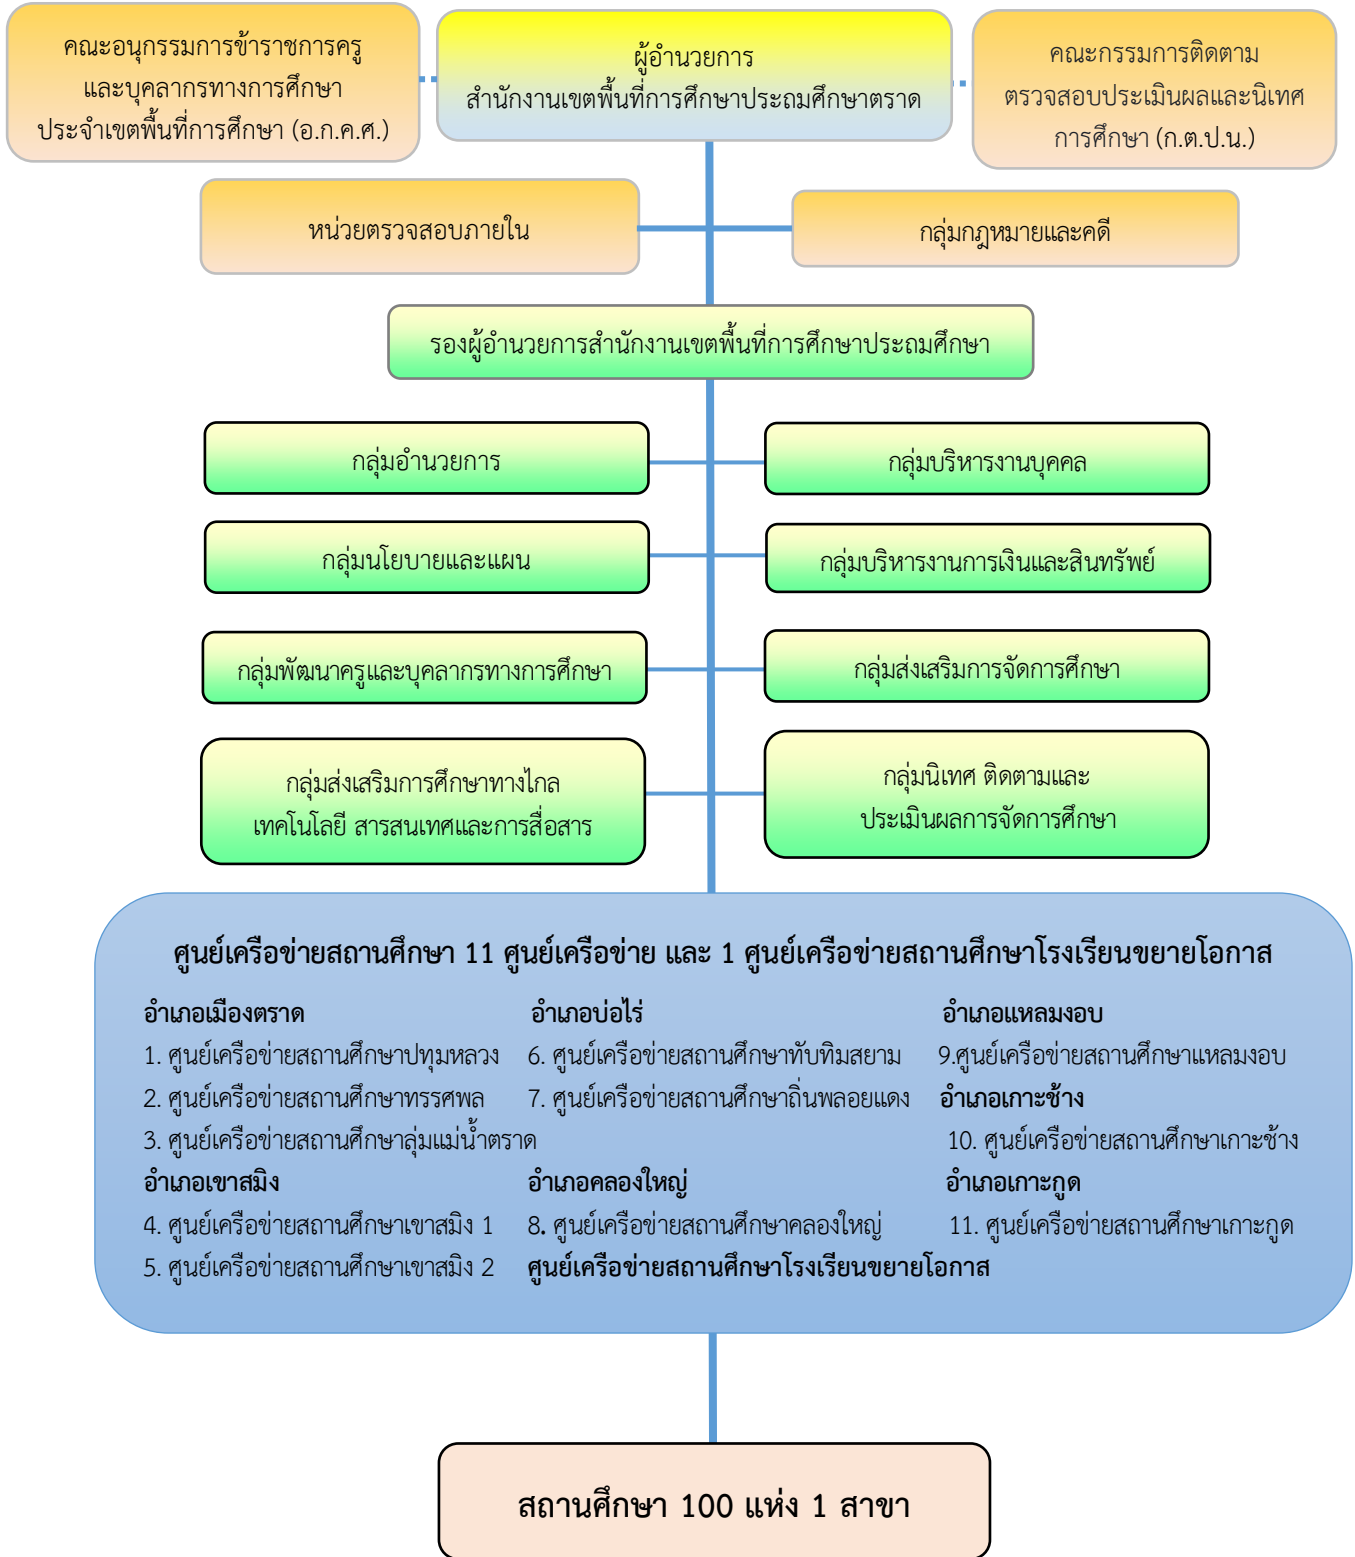 คณะอนุกรรมการข้าราชการครู
และบุคลากรทางการศึกษา
ประจำเขตพื้นที่การศึกษา (อ.ก.ค.ศ.)
ผู้อำนวยการ
สำนักงานเขตพื้นที่การศึกษาประถมศึกษาตราด
คณะกรรมการติดตาม
ตรวจสอบประเมินผลและนิเทศ
การศึกษา (ก.ต.ป.น.)
หน่วยตรวจสอบภายใน
กลุ่มกฎหมายและคดี
รองผู้อำนวยการสำนักงานเขตพื้นที่การศึกษาประถมศึกษา
กลุ่มอำนวยการ
กลุ่มบริหารงานบุคคล
กลุ่มนโยบายและแผน
กลุ่มบริหารงานการเงินและสินทรัพย์
กลุ่มพัฒนาครูและบุคลากรทางการศึกษา
กลุ่มส่งเสริมการจัดการศึกษา
กลุ่มส่งเสริมการศึกษาทางไกล
เทคโนโลยี สารสนเทศและการสื่อสาร
กลุ่มนิเทศ ติดตามและ
ประเมินผลการจัดการศึกษา
ศูนย์เครือข่ายสถานศึกษา 11 ศูนย์เครือข่าย และ 1 ศูนย์เครือข่ายสถานศึกษาโรงเรียนขยายโอกาส
อำเภอเมืองตราด
1. ศูนย์เครือข่ายสถานศึกษาปทุมหลวง
2. ศูนย์เครือข่ายสถานศึกษาทรรศพล
3. ศูนย์เครือข่ายสถานศึกษาลุ่มแม่น้ำตราด
อำเภอเขาสมิง
4. ศูนย์เครือข่ายสถานศึกษาเขาสมิง 1
5. ศูนย์เครือข่ายสถานศึกษาเขาสมิง 2
อำเภอบ่อไร่
6. ศูนย์เครือข่ายสถานศึกษาทับทิมสยาม
7. ศูนย์เครือข่ายสถานศึกษาถิ่นพลอยแดง
อำเภอคลองใหญ่
8. ศูนย์เครือข่ายสถานศึกษาคลองใหญ่
ศูนย์เครือข่ายสถานศึกษาโรงเรียนขยายโอกาส
อำเภอแหลมงอบ
9.ศูนย์เครือข่ายสถานศึกษาแหลมงอบ
อำเภอเกาะช้าง
10. ศูนย์เครือข่ายสถานศึกษาเกาะช้าง
อำเภอเกาะกูด
11. ศูนย์เครือข่ายสถานศึกษาเกาะกูด
สถานศึกษา 100 แห่ง 1 สาขา